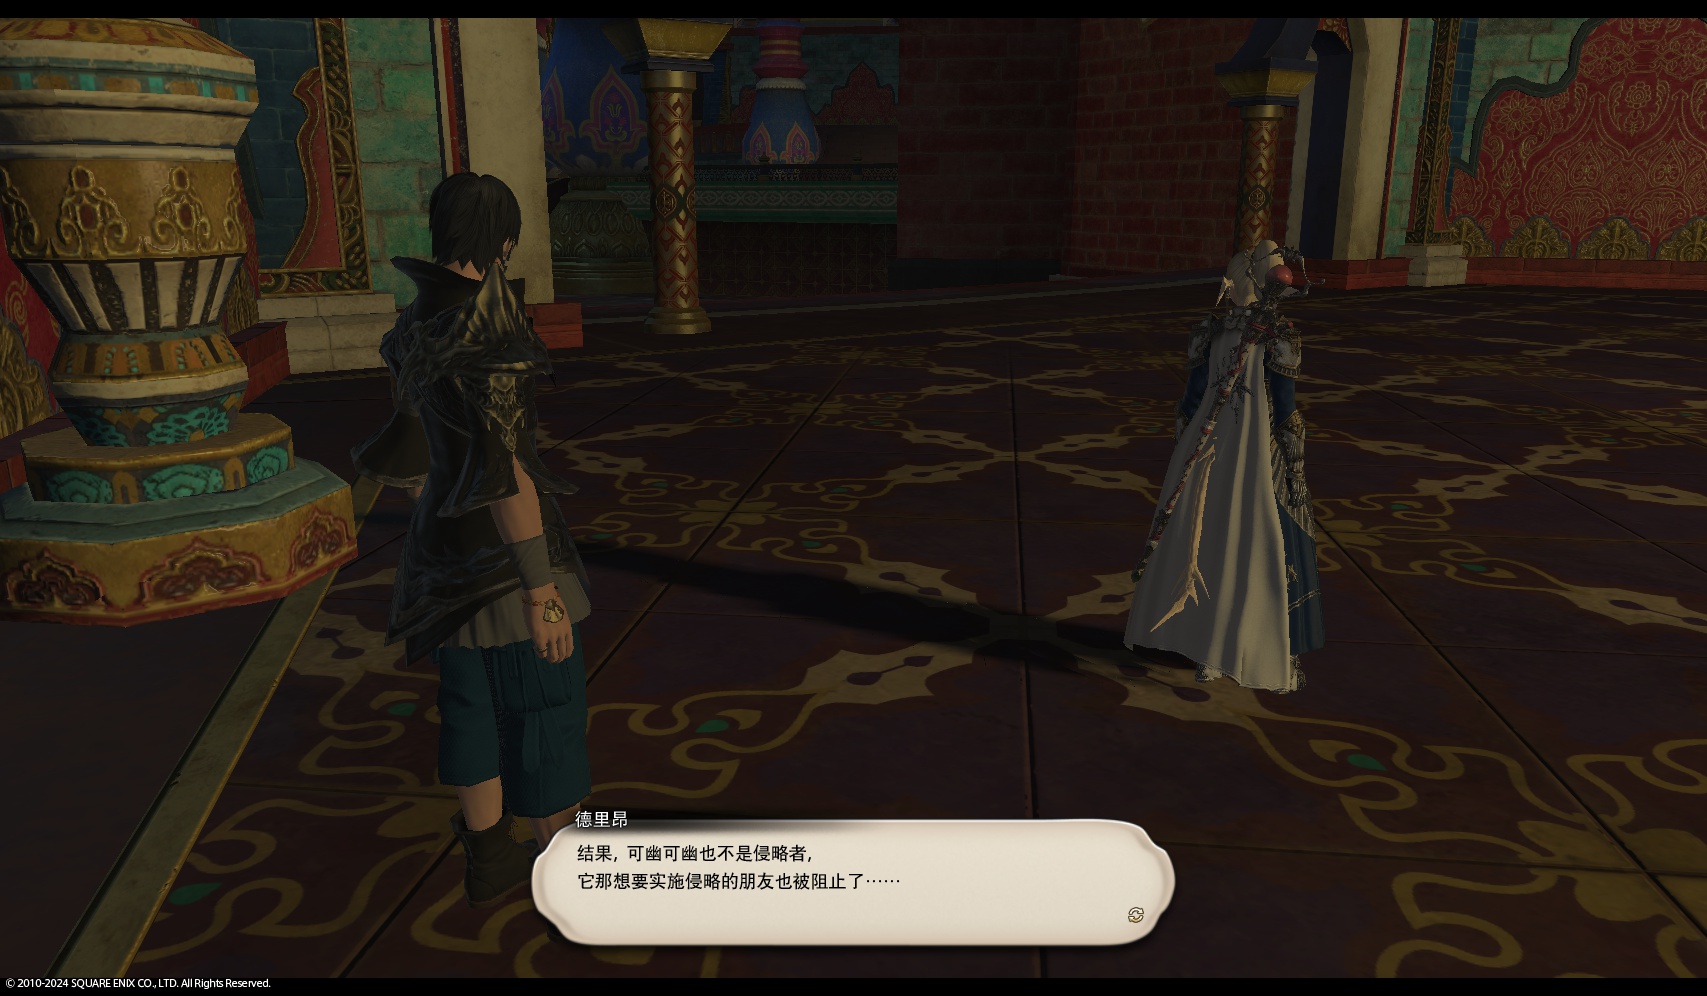 德里昂
结果，可幽可幽也不是侵略者，
它那想要实施侵略的朋友也被阻止了……
© 2010-2024 SQUARE ENIX CO., LTD. All Rights Reserved.